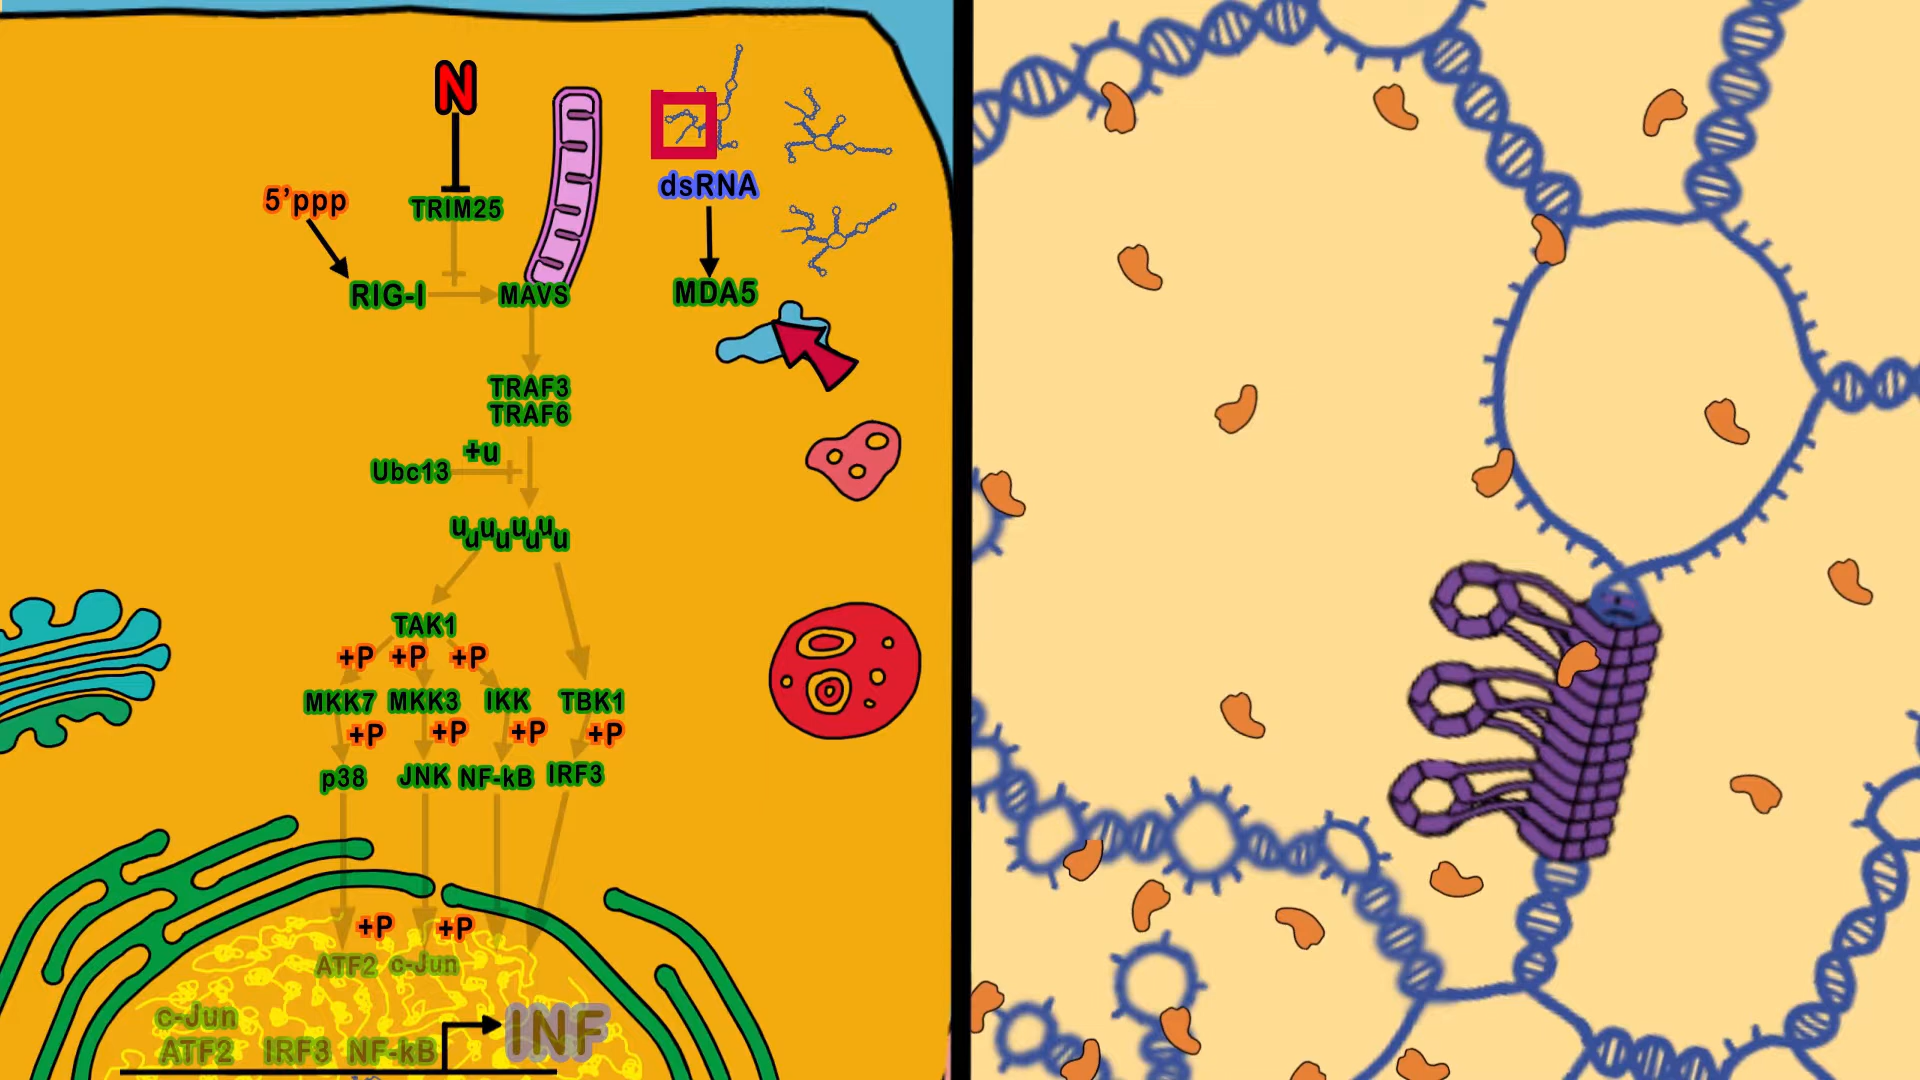 N
5’ppp
TRIM25
dsRNA
RIG-I
MAVS
MDA5
TRAF3
TRAF6
+u
Ubc13
uuuuuuuu
TAK1
+P +P +P
MKK7 MKK3 IKK TBK1
+P +P +P +P
p38 JNK NF-kB IRF3
+P +P
ATF2 c-Jun
c-Jun
ATF2 IRF3 NF-kB
INF